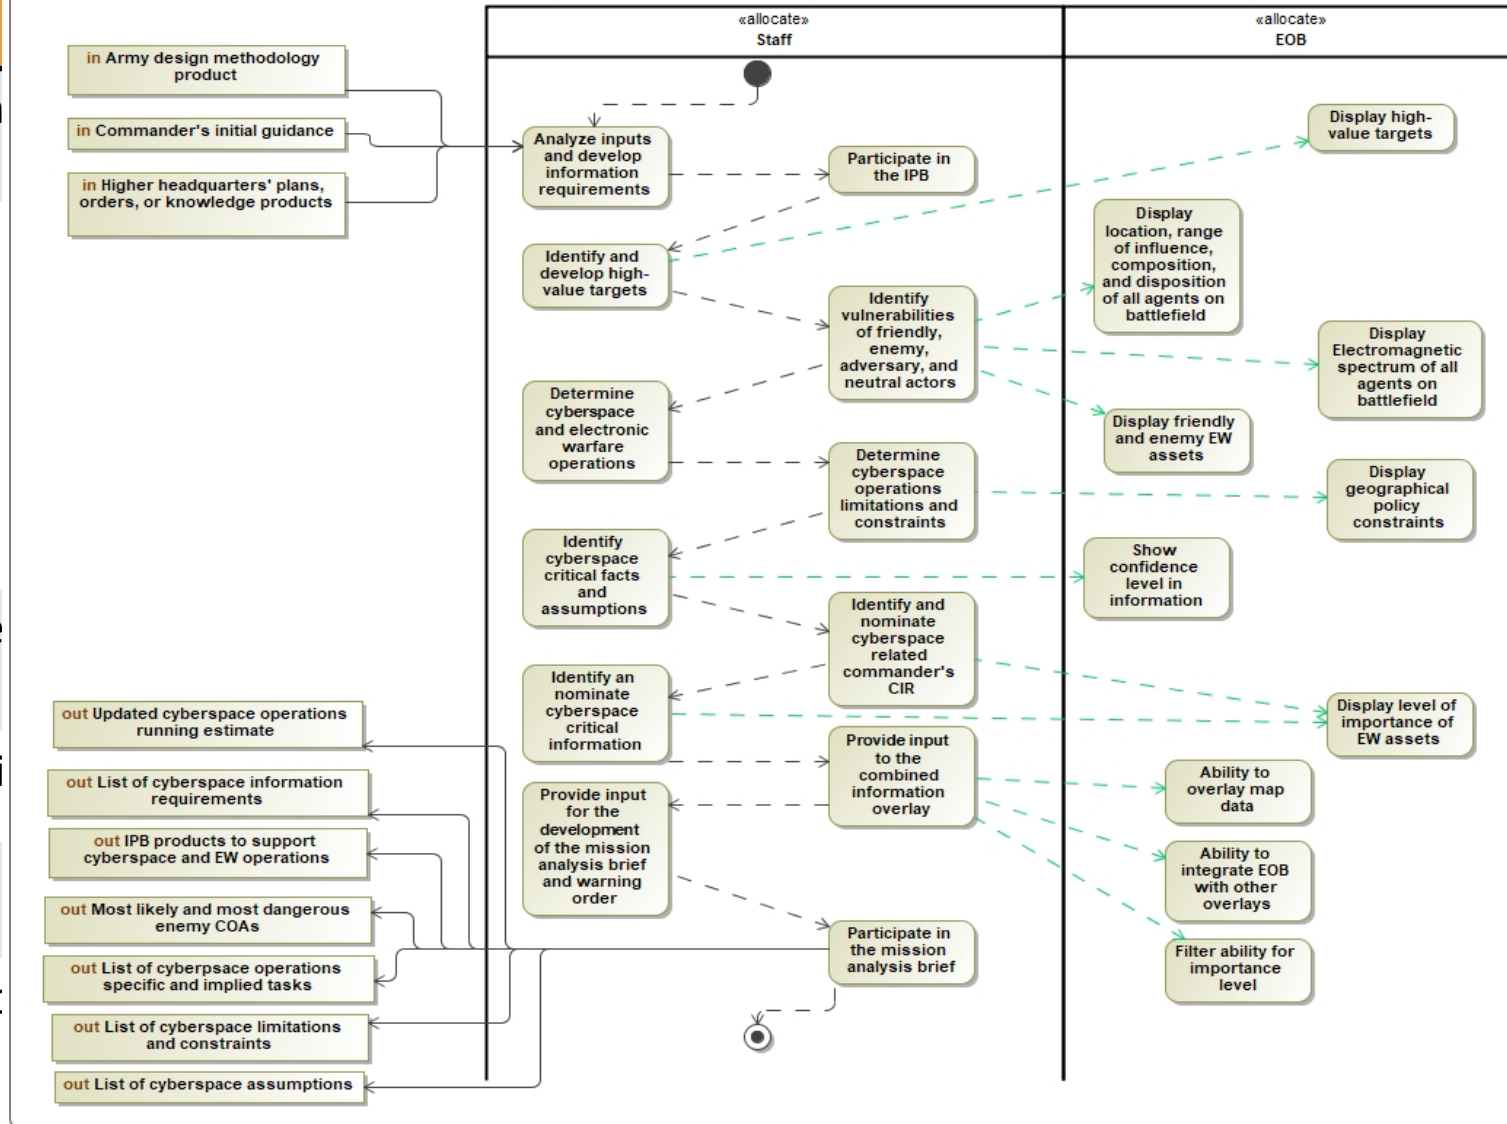 «allocate»
Staff
«allocate»
EOB
in Army design methodology
product
in Commander's initial guidance
in Higher headquarters' plans,
orders, or knowledge products
Analyze inputs
and develop
information
requirements
Participate in
the IPB
Identify and
develop high-
value targets
Identify
vulnerabilities
of friendly,
enemy,
adversary, and
neutral actors
Determine
cyberspace
and electronic
warfare
operations
Determine
cyberspace
operations
limitations and
constraints
Identify
cyberspace
critical facts
and
assumptions
Identify and
nominate
cyberspace
related
commander's
CIR
Identify an
nominate
cyberspace
critical
information
Provide input
to the
combined
information
overlay
Provide input
for the
development
of the mission
analysis brief
and warning
order
Participate in
the mission
analysis brief
Display high-
value targets
Display
location, range
of influence,
composition,
and disposition
of all agents on
battlefield
Display
Electromagnetic
spectrum of all
agents on
battlefield
Display friendly
and enemy EW
assets
Display
geographical
policy
constraints
Show
confidence
level in
information
Display level of
importance of
EW assets
Ability to
overlay map
data
Ability to
integrate EOB
with other
overlays
Filter ability for
importance
level
out Updated cyberspace operations
running estimate
out List of cyberspace information
requirements
out IPB products to support
cyberspace and EW operations
out Most likely and most dangerous
enemy COAs
out List of cyberpsace operations
specific and implied tasks
out List of cyberspace limitations
and constraints
out List of cyberspace assumptions